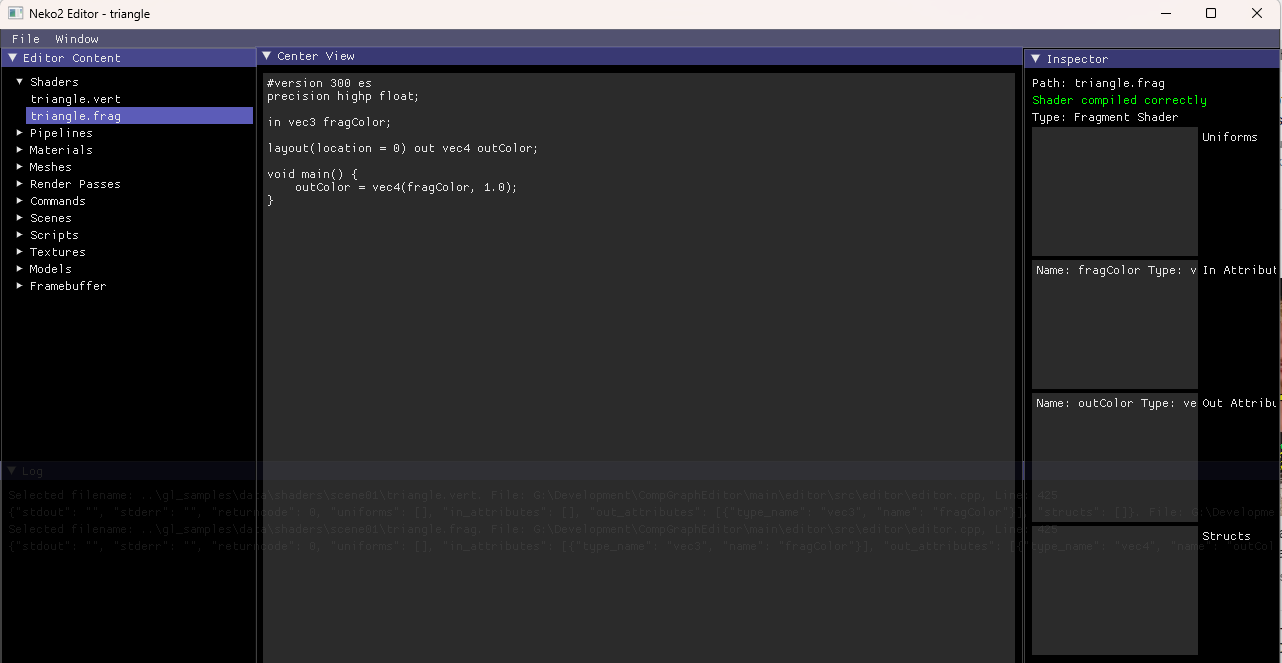 Neko2 Editor - triangle
File Window
Editor Content
Shaders
triangle.vert
triangle.frag
Pipelines
Materials
Meshes
Render Passes
Commands
Scenes
Scripts
Textures
Models
Framebuffer
Center View
#version 300 es
precision highp float;
in vec3 fragColor;
layout(location = 0) out vec4 outColor;
void main() {
outColor = vec4(fragColor, 1.0);
}
Inspector
Path: triangle.frag
Shader compiled correctly
Type: Fragment Shader
Uniforms
Name: fragColor Type: v In Attribut
Name: outColor Type: ve Out Attribu
Structs
Log
Selected filename: ..\gl_samples\data\shaders\scene01\triangle.vert. File: G:\Development\CompGraphEditor\main\editor\src\editor\editor.cpp, Line: 425
{"stdout": "", "stderr": "", "returncode": 0, "uniforms": [], "in_attributes": [], "out_attributes": [{"type_name": "vec3", "name": "fragColor"}], "structs": {}}. File: G:\Developme
Selected filename: ..\gl_samples\data\shaders\scene01\triangle.frag. File: G:\Development\CompGraphEditor\main\editor\src\editor\editor.cpp, Line: 425
{"stdout": "", "stderr": "", "returncode": 0, "uniforms": [], "in_attributes": [{"type_name": "vec3", "name": "fragColor"}], "out_attributes": [{"type_name": "vec4", "name": "outCol